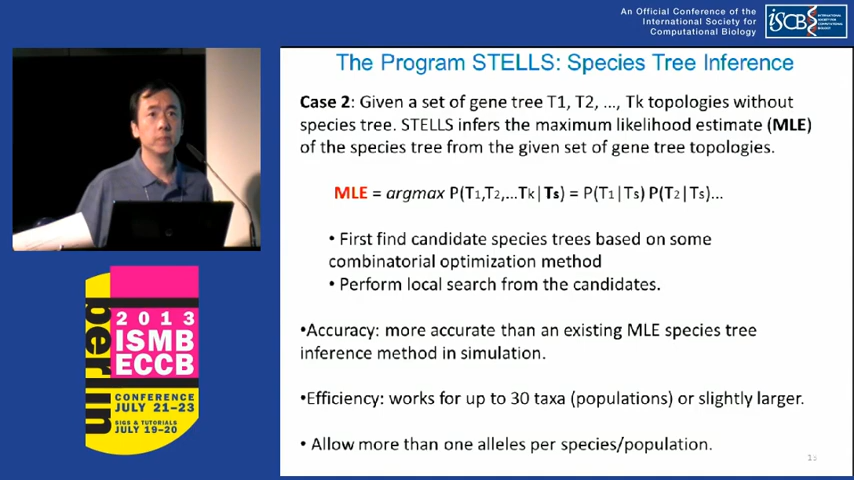 An Official Conference of the
International Society for
Computational Biology
ISCB
INTERNATIONAL
SOCIETY FOR
COMPUTATIONAL
BIOLOGY
The Program STELLS: Species Tree Inference
Case 2: Given a set of gene tree T1, T2, ..., Tk topologies without
species tree. STELLS infers the maximum likelihood estimate (MLE)
of the species tree from the given set of gene tree topologies.
MLE = argmax P(T1,T2,...Tk|Ts) = P(T1|Ts) P(T2|Ts)...
• First find candidate species trees based on some
combinatorial optimization method
• Perform local search from the candidates.
•Accuracy: more accurate than an existing MLE species tree
inference method in simulation.
•Efficiency: works for up to 30 taxa (populations) or slightly larger.
• Allow more than one alleles per species/population.
berlin
2013
ISMB
ECCB
CONFERENCE
JULY 21-23
SIGS & TUTORIALS
JULY 19-20